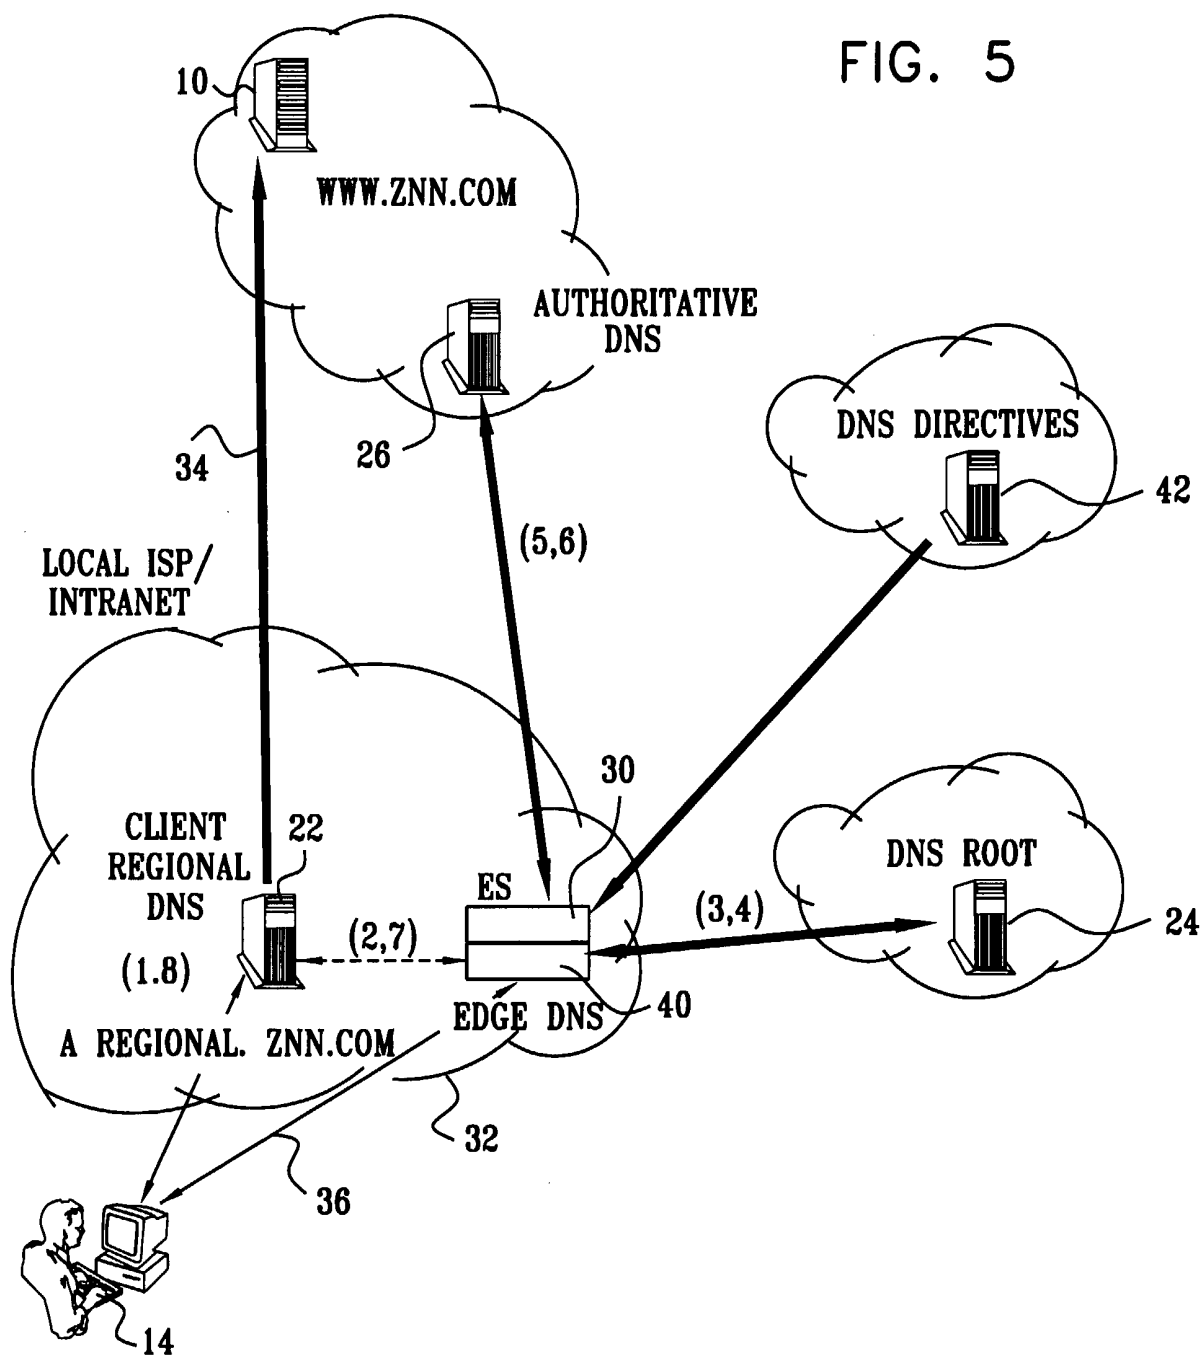 FIG. 5
10
WWW.ZNN.COM
AUTHORITATIVE
DNS
26
34
DNS DIRECTIVES
42
(5,6)
LOCAL ISP/
INTRANET
30
CLIENT
REGIONAL
DNS
22
ES
DNS ROOT
(3,4)
24
(2,7)
(1.8)
40
EDGE DNS
A REGIONAL. ZNN.COM
32
36
14